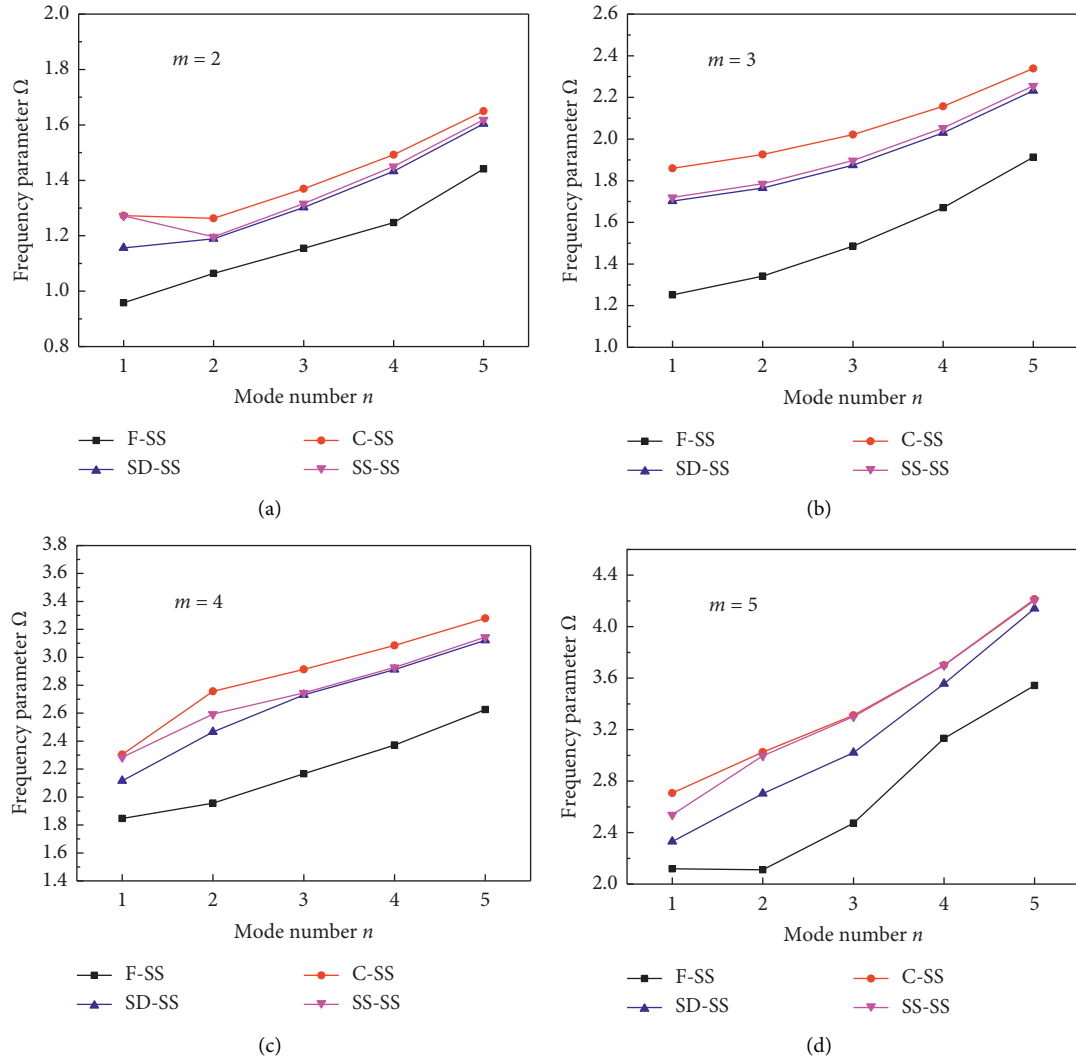 2.0
1.8
1.6
1.4
1.2
1.0
0.8
Frequency parameter Ω
m = 2
1 2 3 4 5
Mode number n
F-SS C-SS
SD-SS SS-SS
(a)
2.6
2.4
2.2
2.0
1.8
1.6
1.4
1.2
1.0
Frequency parameter Ω
m = 3
1 2 3 4 5
Mode number n
F-SS C-SS
SD-SS SS-SS
(b)
3.8
3.6
3.4
3.2
3.0
2.8
2.6
2.4
2.2
2.0
1.8
1.6
1.4
Frequency parameter Ω
m = 4
1 2 3 4 5
Mode number n
F-SS C-SS
SD-SS SS-SS
(c)
4.4
4.0
3.6
3.2
2.8
2.4
2.0
Frequency parameter Ω
m = 5
1 2 3 4 5
Mode number n
F-SS C-SS
SD-SS SS-SS
(d)